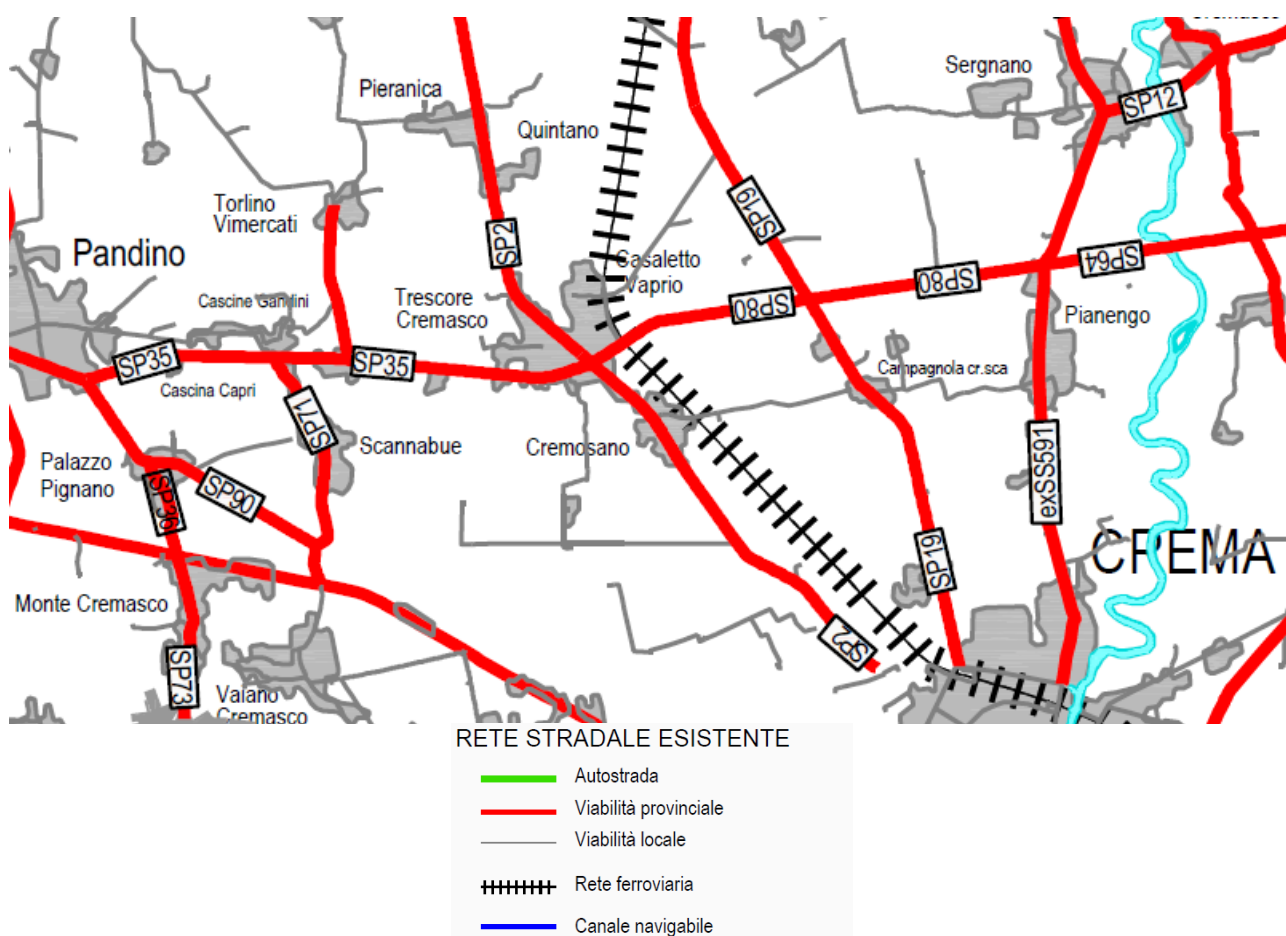 Sergnano
SP12
Pieranica
Quintano
SP19
Torlino
Vimercati
SP2
Pandino
Casaletto
Vaprio
SP80
SP64
Cascine Gandini
Trescore
Cremasco
SP80
Pianengo
SP35
SP35
Cascina Capri
Campagnola cr.sca
SP71
Scannabue
Cremosano
Palazzo
Pignano
SP36
SP90
exSS591
CREMA
SP19
Monte Cremasco
SP2
SP73
Vaiano
Cremasco
RETE STRADALE ESISTENTE
Autostrada
Viabilità provinciale
Viabilità locale
Rete ferroviaria
Canale navigabile